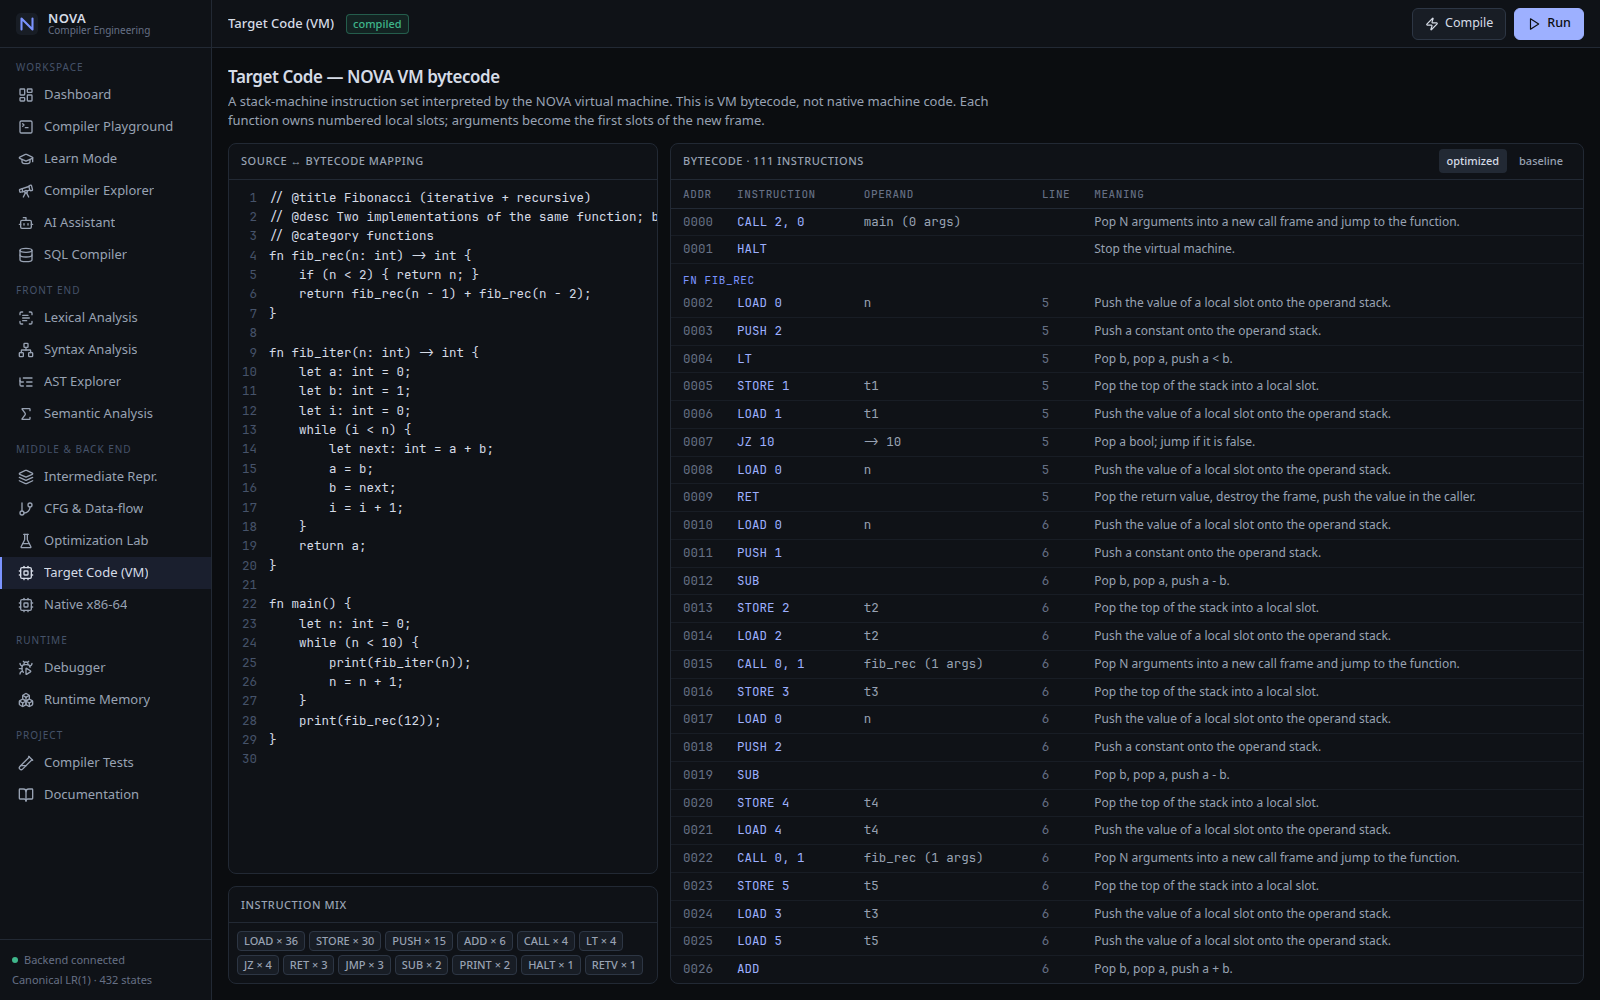 NOVA
Compiler Engineering
WORKSPACE
Dashboard
Compiler Playground
Learn Mode
Compiler Explorer
AI Assistant
SQL Compiler
FRONT END
Lexical Analysis
Syntax Analysis
AST Explorer
Semantic Analysis
MIDDLE & BACK END
Intermediate Repr.
CFG & Data-flow
Optimization Lab
Target Code (VM)
Native x86-64
RUNTIME
Debugger
Runtime Memory
PROJECT
Compiler Tests
Documentation
Backend connected
Canonical LR(1) · 432 states
Target Code (VM) compiled
Compile Run
Target Code — NOVA VM bytecode
A stack-machine instruction set interpreted by the NOVA virtual machine. This is VM bytecode, not native machine code. Each
function owns numbered local slots; arguments become the first slots of the new frame.
SOURCE ↔ BYTECODE MAPPING
1 // @title Fibonacci (iterative + recursive)
2 // @desc Two implementations of the same function; b
3 // @category functions
4 fn fib_rec(n: int) -> int {
5 if (n < 2) { return n; }
6 return fib_rec(n - 1) + fib_rec(n - 2);
7 }
8
9 fn fib_iter(n: int) -> int {
10 let a: int = 0;
11 let b: int = 1;
12 let i: int = 0;
13 while (i < n) {
14 let next: int = a + b;
15 a = b;
16 b = next;
17 i = i + 1;
18 }
19 return a;
20 }
21
22 fn main() {
23 let n: int = 0;
24 while (n < 10) {
25 print(fib_iter(n));
26 n = n + 1;
27 }
28 print(fib_rec(12));
29 }
30
INSTRUCTION MIX
LOAD × 36 STORE × 30 PUSH × 15 ADD × 6 CALL × 4 LT × 4
JZ × 4 RET × 3 JMP × 3 SUB × 2 PRINT × 2 HALT × 1 RETV × 1
BYTECODE · 111 INSTRUCTIONS optimized baseline
ADDR INSTRUCTION OPERAND LINE MEANING
0000 CALL 2, 0 main (0 args) Pop N arguments into a new call frame and jump to the function.
0001 HALT Stop the virtual machine.
FN FIB_REC
0002 LOAD 0 n 5 Push the value of a local slot onto the operand stack.
0003 PUSH 2 5 Push a constant onto the operand stack.
0004 LT 5 Pop b, pop a, push a < b.
0005 STORE 1 t1 5 Pop the top of the stack into a local slot.
0006 LOAD 1 t1 5 Push the value of a local slot onto the operand stack.
0007 JZ 10 -> 10 5 Pop a bool; jump if it is false.
0008 LOAD 0 n 5 Push the value of a local slot onto the operand stack.
0009 RET 5 Pop the return value, destroy the frame, push the value in the caller.
0010 LOAD 0 n 6 Push the value of a local slot onto the operand stack.
0011 PUSH 1 6 Push a constant onto the operand stack.
0012 SUB 6 Pop b, pop a, push a - b.
0013 STORE 2 t2 6 Pop the top of the stack into a local slot.
0014 LOAD 2 t2 6 Push the value of a local slot onto the operand stack.
0015 CALL 0, 1 fib_rec (1 args) 6 Pop N arguments into a new call frame and jump to the function.
0016 STORE 3 t3 6 Pop the top of the stack into a local slot.
0017 LOAD 0 n 6 Push the value of a local slot onto the operand stack.
0018 PUSH 2 6 Push a constant onto the operand stack.
0019 SUB 6 Pop b, pop a, push a - b.
0020 STORE 4 t4 6 Pop the top of the stack into a local slot.
0021 LOAD 4 t4 6 Push the value of a local slot onto the operand stack.
0022 CALL 0, 1 fib_rec (1 args) 6 Pop N arguments into a new call frame and jump to the function.
0023 STORE 5 t5 6 Pop the top of the stack into a local slot.
0024 LOAD 3 t3 6 Push the value of a local slot onto the operand stack.
0025 LOAD 5 t5 6 Push the value of a local slot onto the operand stack.
0026 ADD 6 Pop b, pop a, push a + b.